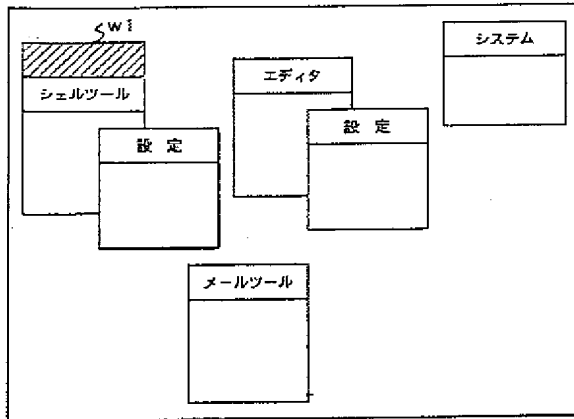 w1
システム
エディタ
シェルツール
設 定
設 定
メールツール